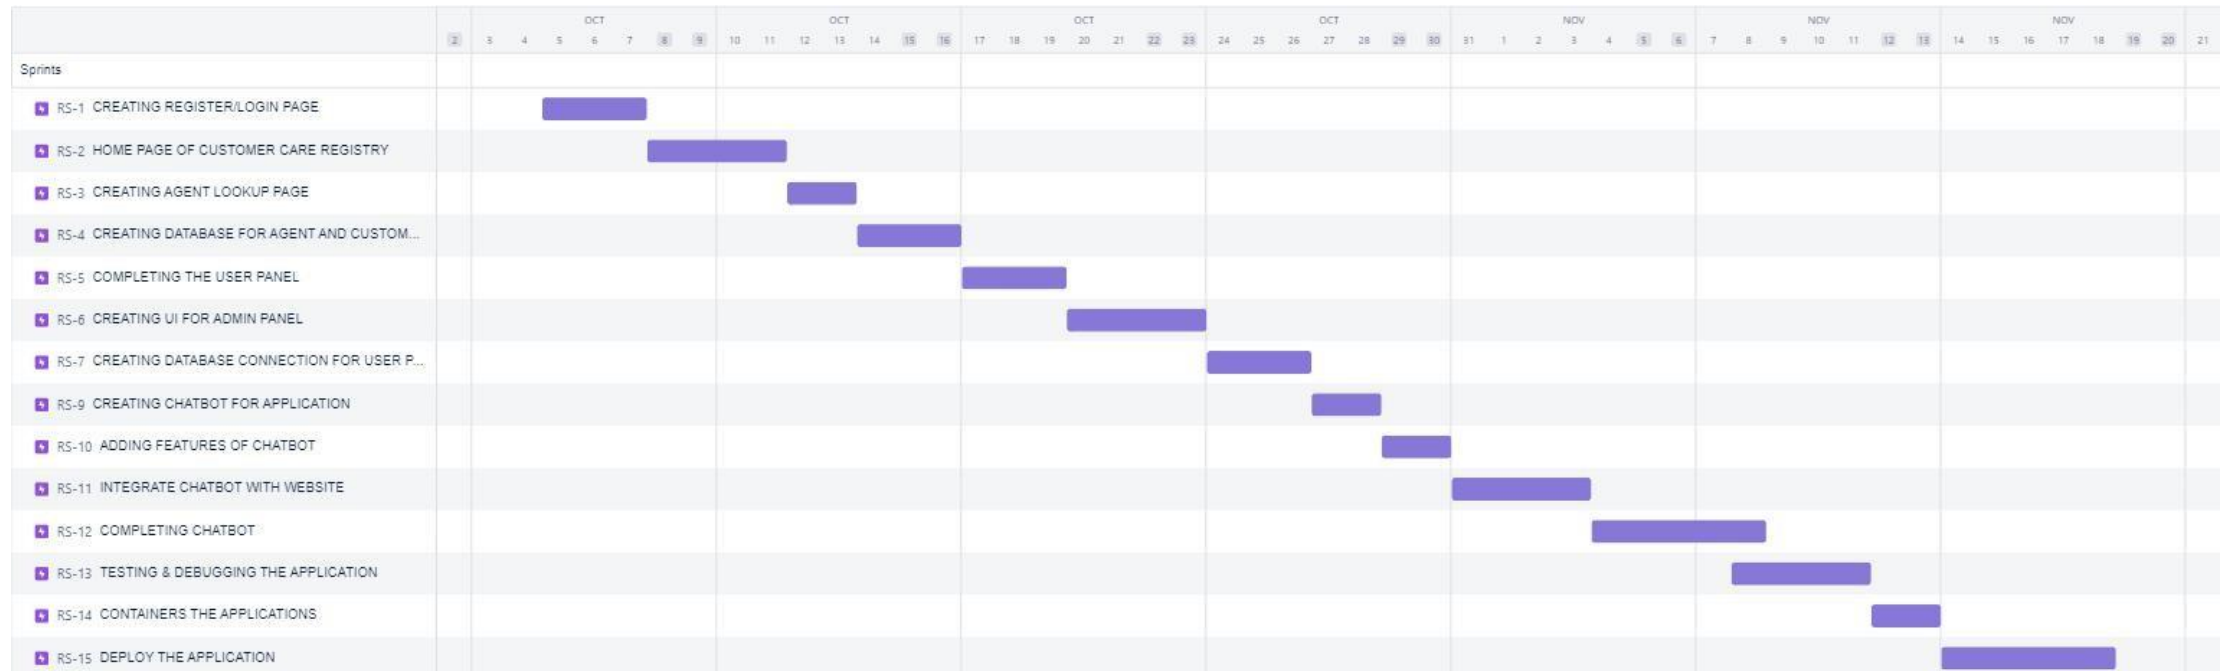 OCT OCT OCT OCT NOV NOV NOV
2 3 4 5 6 7 8 9 10 11 12 13 14 15 16 17 18 19 20 21 22 23 24 25 26 27 28 29 30 31 1 2 3 4 5 6 7 8 9 10 11 12 13 14 15 16 17 18 19 20 21
Sprints
RS-1 CREATING REGISTER/LOGIN PAGE
RS-2 HOME PAGE OF CUSTOMER CARE REGISTRY
RS-3 CREATING AGENT LOOKUP PAGE
RS-4 CREATING DATABASE FOR AGENT AND CUSTOM...
RS-5 COMPLETING THE USER PANEL
RS-6 CREATING UI FOR ADMIN PANEL
RS-7 CREATING DATABASE CONNECTION FOR USER P...
RS-9 CREATING CHATBOT FOR APPLICATION
RS-10 ADDING FEATURES OF CHATBOT
RS-11 INTEGRATE CHATBOT WITH WEBSITE
RS-12 COMPLETING CHATBOT
RS-13 TESTING & DEBUGGING THE APPLICATION
RS-14 CONTAINERS THE APPLICATIONS
RS-15 DEPLOY THE APPLICATION